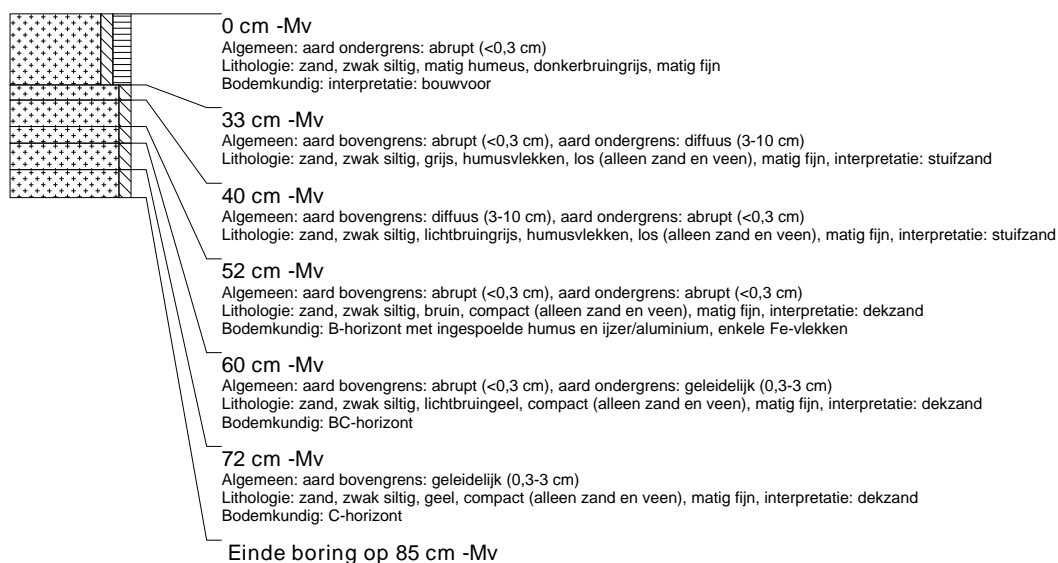 0 cm -Mv
Algemeen: aard ondergrens: abrupt (<0,3 cm)
Lithologie: zand, zwak siltig, matig humeus, donkerbruingrijs, matig fijn
Bodemkundig: interpretatie: bouwvoor
33 cm -Mv
Algemeen: aard bovengrens: abrupt (<0,3 cm), aard ondergrens: diffuus (3-10 cm)
Lithologie: zand, zwak siltig, grijs, humusvlekken, los (alleen zand en veen), matig fijn, interpretatie: stuifzand
40 cm -Mv
Algemeen: aard bovengrens: diffuus (3-10 cm), aard ondergrens: abrupt (<0,3 cm)
Lithologie: zand, zwak siltig, lichtbruingrijs, humusvlekken, los (alleen zand en veen), matig fijn, interpretatie: stuifzand
52 cm -Mv
Algemeen: aard bovengrens: abrupt (<0,3 cm), aard ondergrens: abrupt (<0,3 cm)
Lithologie: zand, zwak siltig, bruin, compact (alleen zand en veen), matig fijn, interpretatie: dekzand
Bodemkundig: B-horizont met ingespoelde humus en ijzer/aluminium, enkele Fe-vlekken
60 cm -Mv
Algemeen: aard bovengrens: abrupt (<0,3 cm), aard ondergrens: geleidelijk (0,3-3 cm)
Lithologie: zand, zwak siltig, lichtbruingeel, compact (alleen zand en veen), matig fijn, interpretatie: dekzand
Bodemkundig: BC-horizont
72 cm -Mv
Algemeen: aard bovengrens: geleidelijk (0,3-3 cm)
Lithologie: zand, zwak siltig, geel, compact (alleen zand en veen), matig fijn, interpretatie: dekzand
Bodemkundig: C-horizont
Einde boring op 85 cm -Mv